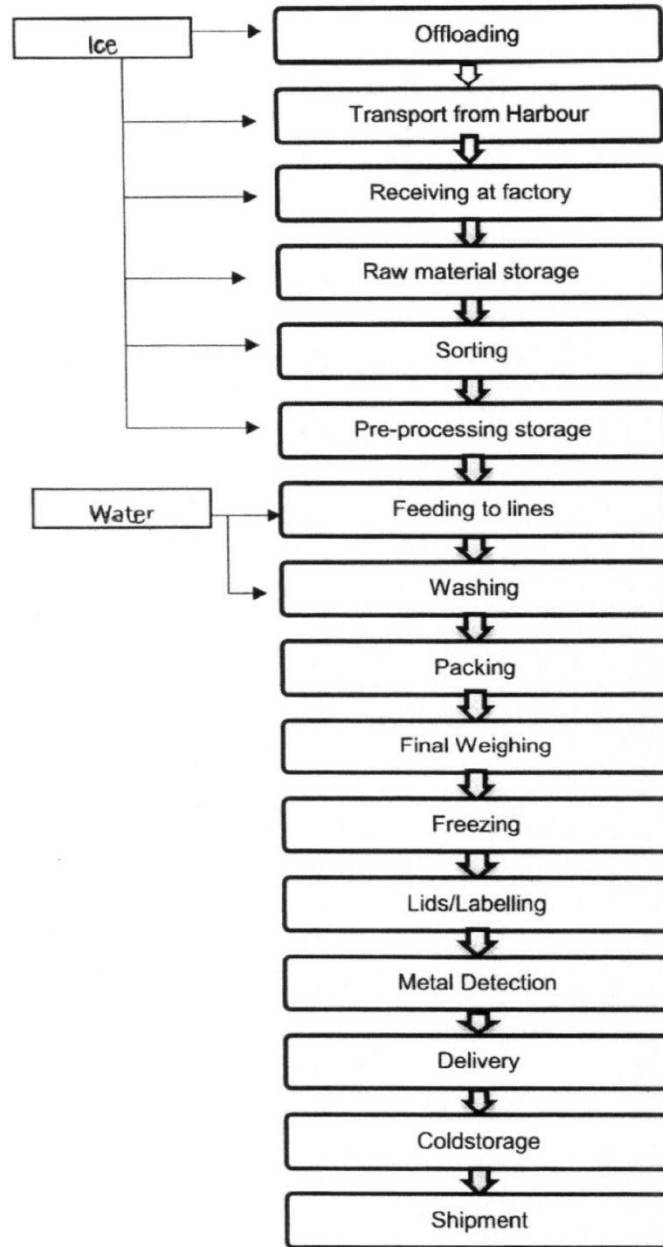 Ice
Offloading
Transport from Harbour
Receiving at factory
Raw material storage
Sorting
Pre-processing storage
Water
Feeding to lines
Washing
Packing
Final Weighing
Freezing
Lids/Labelling
Metal Detection
Delivery
Coldstorage
Shipment